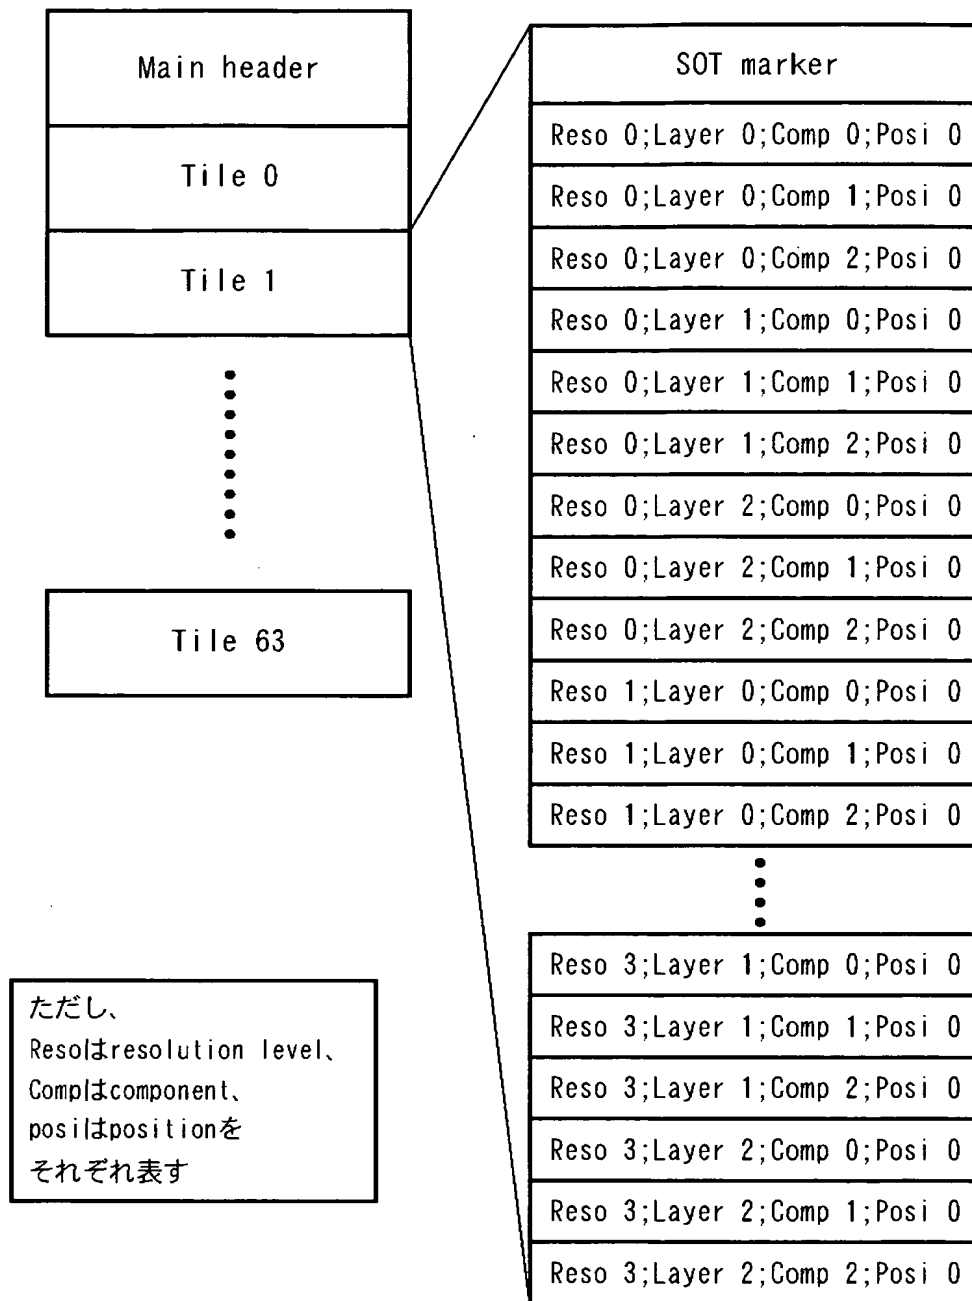 Main header
Tile 0
Tile 1
Tile 63
ただし、
Resoはresolution level、
Compはcomponent、
posiはpositionを
それぞれ表す
SOT marker
Reso 0;Layer 0;Comp 0;Posi 0
Reso 0;Layer 0;Comp 1;Posi 0
Reso 0;Layer 0;Comp 2;Posi 0
Reso 0;Layer 1;Comp 0;Posi 0
Reso 0;Layer 1;Comp 1;Posi 0
Reso 0;Layer 1;Comp 2;Posi 0
Reso 0;Layer 2;Comp 0;Posi 0
Reso 0;Layer 2;Comp 1;Posi 0
Reso 0;Layer 2;Comp 2;Posi 0
Reso 1;Layer 0;Comp 0;Posi 0
Reso 1;Layer 0;Comp 1;Posi 0
Reso 1;Layer 0;Comp 2;Posi 0
Reso 3;Layer 1;Comp 0;Posi 0
Reso 3;Layer 1;Comp 1;Posi 0
Reso 3;Layer 1;Comp 2;Posi 0
Reso 3;Layer 2;Comp 0;Posi 0
Reso 3;Layer 2;Comp 1;Posi 0
Reso 3;Layer 2;Comp 2;Posi 0